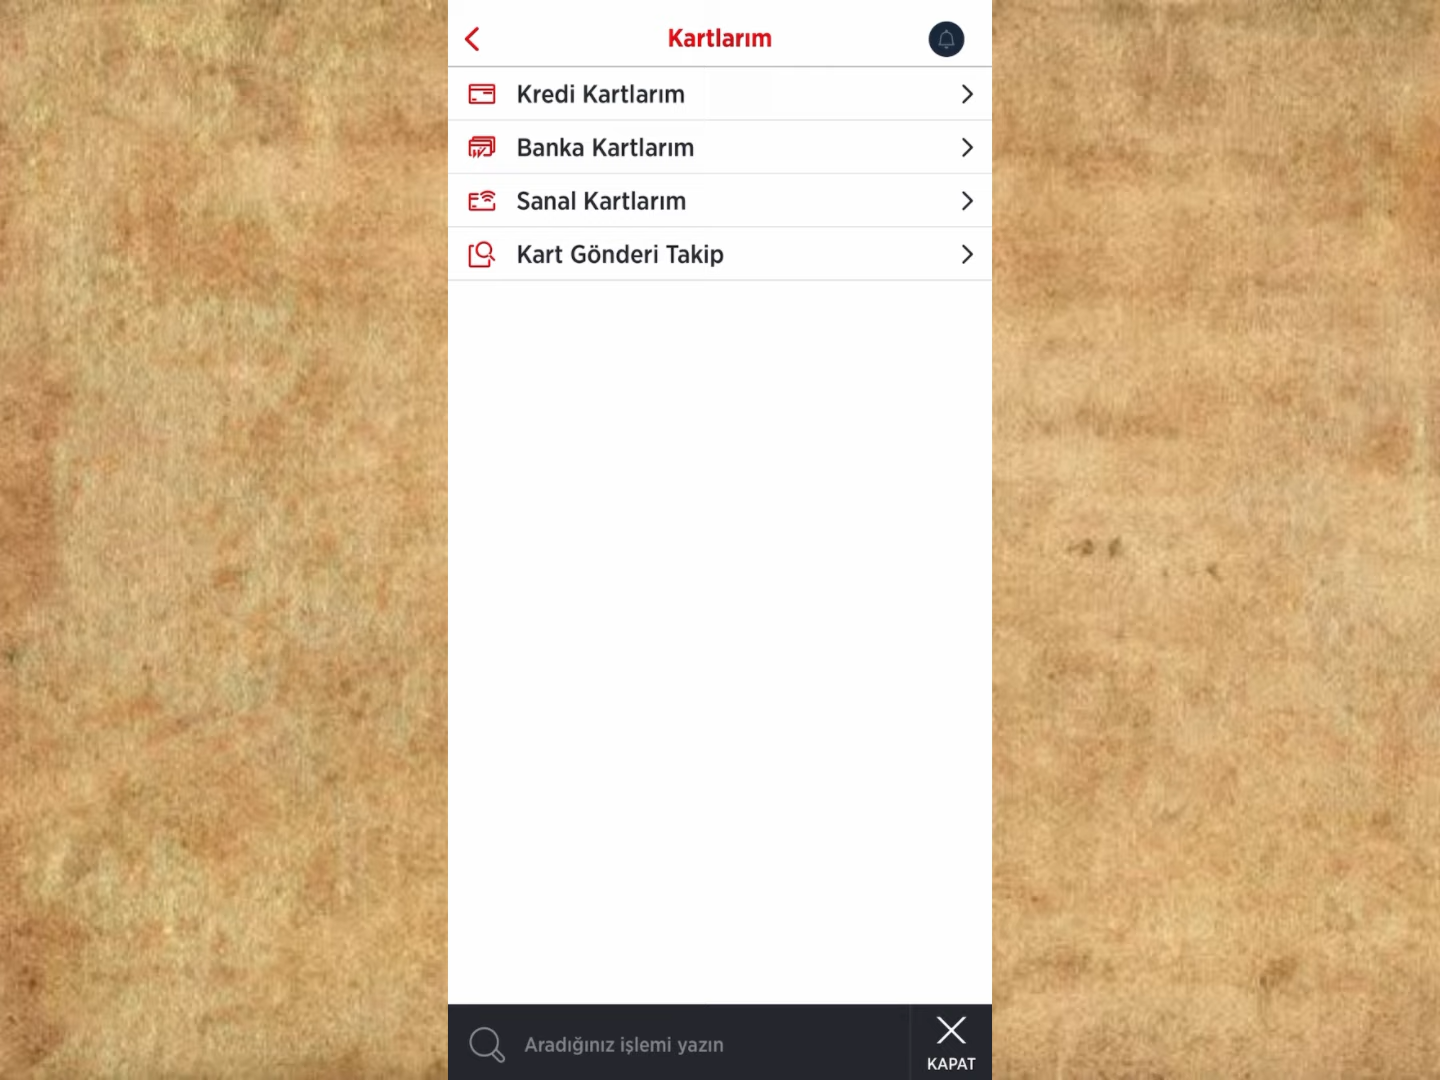 Kartlarım
Kredi Kartlarım
Banka Kartlarım
Sanal Kartlarım
Kart Gönderi Takip
Aradığınız işlemi yazın
KAPAT